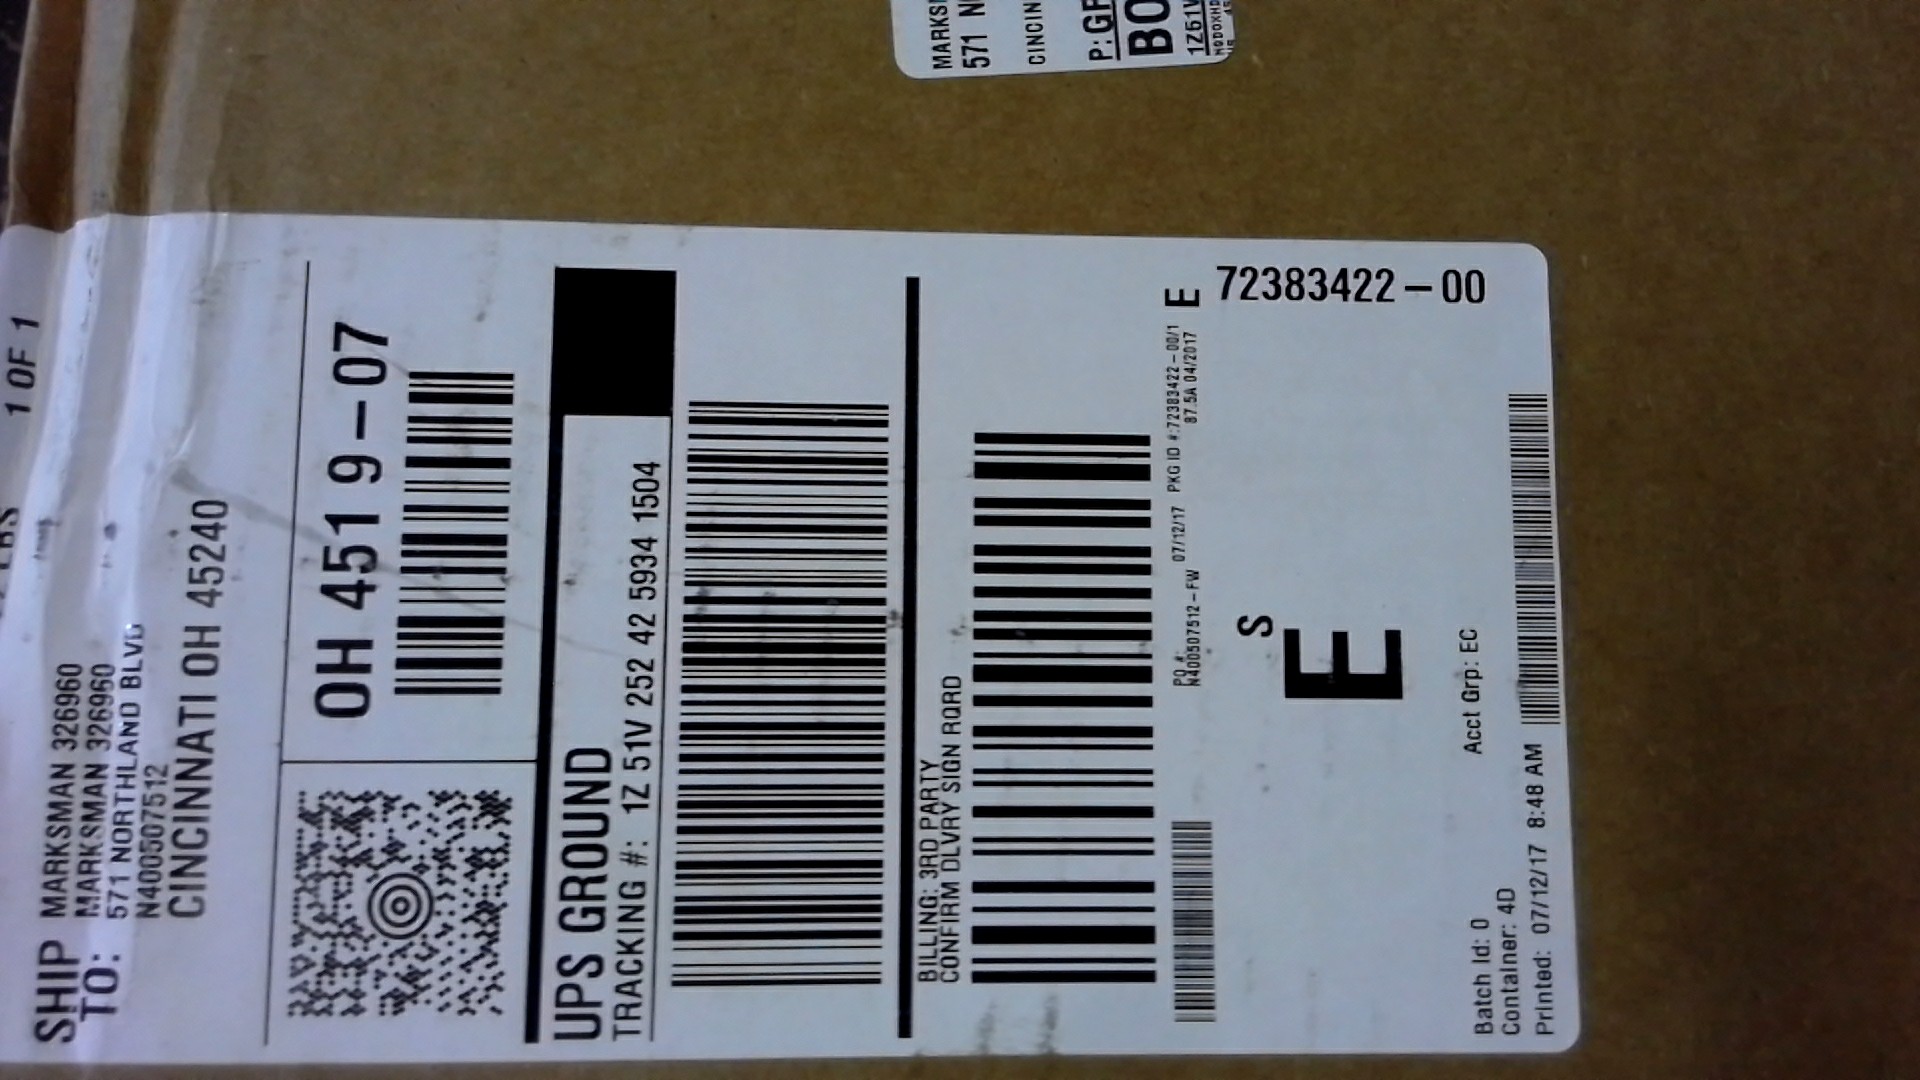 1 OF 1
SHIP
TO:
MARKSMAN 326960
MARKSMAN 326960
571 NORTHLAND BLVD
N400507512
CINCINNATI OH 45240
OH 451 9-07
UPS GROUND
TRACKING #: 1Z 51V 252 42 5934 1504
BILLING: 3RD PARTY
CONFIRM DLVRY SIGN RQRD
PO #: 07/12/17 PKG ID #:72383422-00/1
N400507512-FW 87.5A 04/2017
E
72383422-00
S
E
Acct Grp: EC
Batch Id: 0
Container: 4D
Printed: 07/12/17 8:48 AM
MARKS
571 N
CINCIN
P: GR
BO
1Z51V